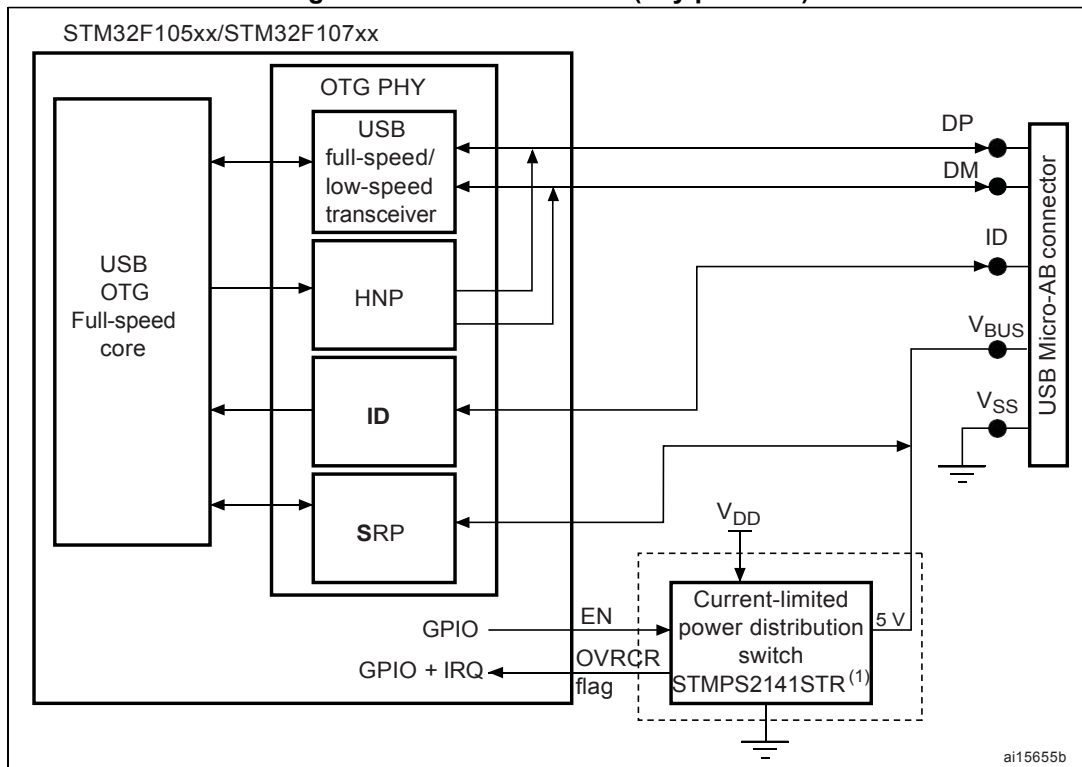 STM32F105xx/STM32F107xx
OTG PHY
USB
full-speed/
low-speed
transceiver
USB
OTG
Full-speed
core
HNP
ID
SRP
DP
DM
ID
VBUS
VSS
USB Micro-AB connector
VDD
GPIO
EN
GPIO + IRQ
OVRCR
flag
Current-limited
power distribution
switch
STMPS2141STR(1)
5 V
ai15655b